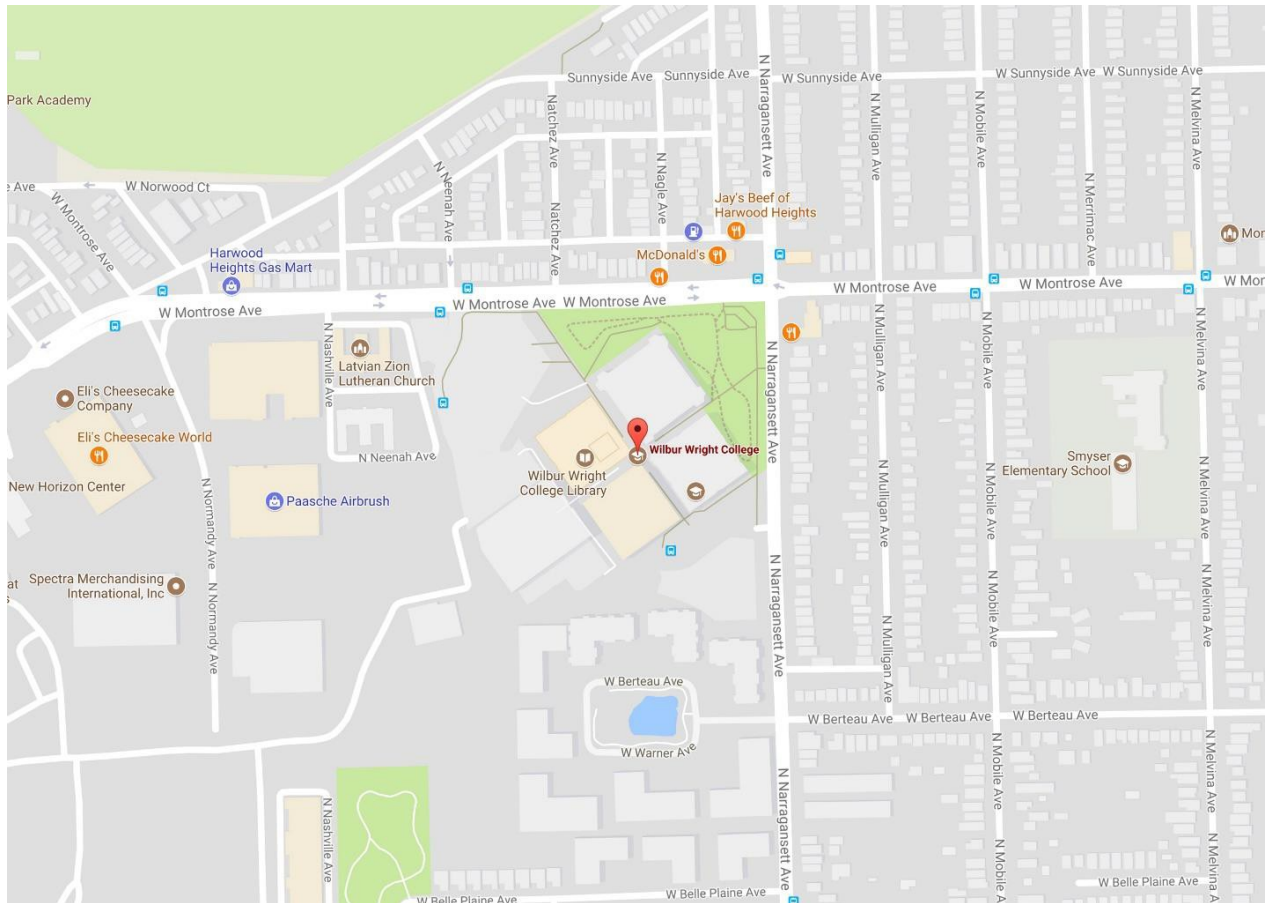 Sunnyside Ave
Sunnyside Ave
W Sunnyside Ave
W Sunnyside Ave
W Sunnyside Ave
Park Academy
N Narragansett Ave
N Mulligan Ave
N Mobile Ave
N Merrimac Ave
N Melvina Ave
Natchez Ave
N Neenah Ave
N Nagle Ave
e Ave
W Norwood Ct
W Montrose Ave
Jay's Beef of
Harwood Heights
Natchez Ave
Mon
Harwood
Heights Gas Mart
McDonald's
W Montrose Ave
W Montrose Ave
W Montrose Ave
W Montrose Ave
W Montrose Ave
W Mon
N Nashville Ave
Latvian Zion
Lutheran Church
N Narragansett Ave
N Mulligan Ave
N Mobile Ave
N Melvina Ave
Eli's Cheesecake
Company
Eli's Cheesecake World
N Neenah Ave
Wilbur Wright College
Wilbur Wright
College Library
Smyser
Elementary School
New Horizon Center
Paasche Airbrush
N Normandy Ave
N Normandy Ave
at
s
Spectra Merchandising
International, Inc
N Narragansett Ave
N Mulligan Ave
N Mobile Ave
N Melvina Ave
W Berteau Ave
W Berteau Ave
W Berteau Ave
W Berteau Ave
W Warner Ave
N Nashville Ave
N Narragansett Ave
N Mobile Ave
N Melvina Ave
N Melvina A
W Belle Plaine Ave
W Belle Plaine Ave
W Belle Plaine Ave